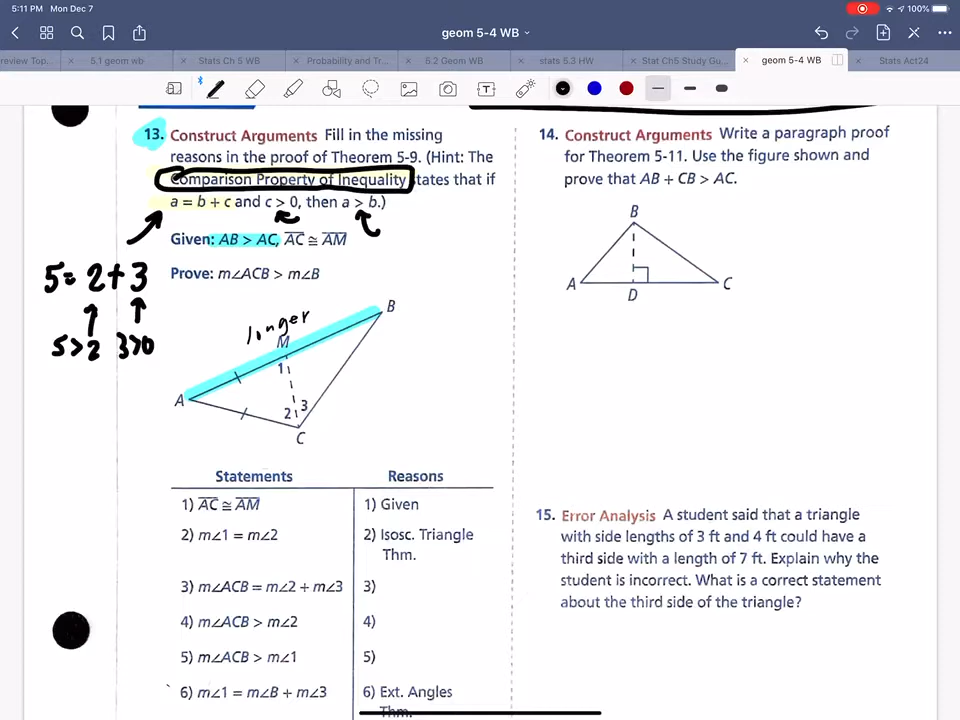 5:11 PM Mon Dec 7
100%
geom 5-4 WB
review Top...
5.1 geom wb
Stats Ch 5 WB
Probability and Tr...
5.2 Geom WB
stats 5.3 HW
Stat Ch5 Study Gu...
geom 5-4 WB
Stats Act24
13. Construct Arguments Fill in the missing
reasons in the proof of Theorem 5-9. (Hint: The
Comparison Property of Inequality states that if
a = b + c and c > 0, then a > b.)
Given: AB > AC, AC ≅ AM
Prove: m∠ACB > m∠B
5 = 2 + 3
5 > 2 3 > 0
longer
B
M
1
A
2 3
C
Statements Reasons
1) AC ≅ AM 1) Given
2) m∠1 = m∠2 2) Isosc. Triangle
Thm.
3) m∠ACB = m∠2 + m∠3 3)
4) m∠ACB > m∠2 4)
5) m∠ACB > m∠1 5)
6) m∠1 = m∠B + m∠3 6) Ext. Angles
Thm.
14. Construct Arguments Write a paragraph proof
for Theorem 5-11. Use the figure shown and
prove that AB + CB > AC.
B
A
D
C
15. Error Analysis A student said that a triangle
with side lengths of 3 ft and 4 ft could have a
third side with a length of 7 ft. Explain why the
student is incorrect. What is a correct statement
about the third side of the triangle?